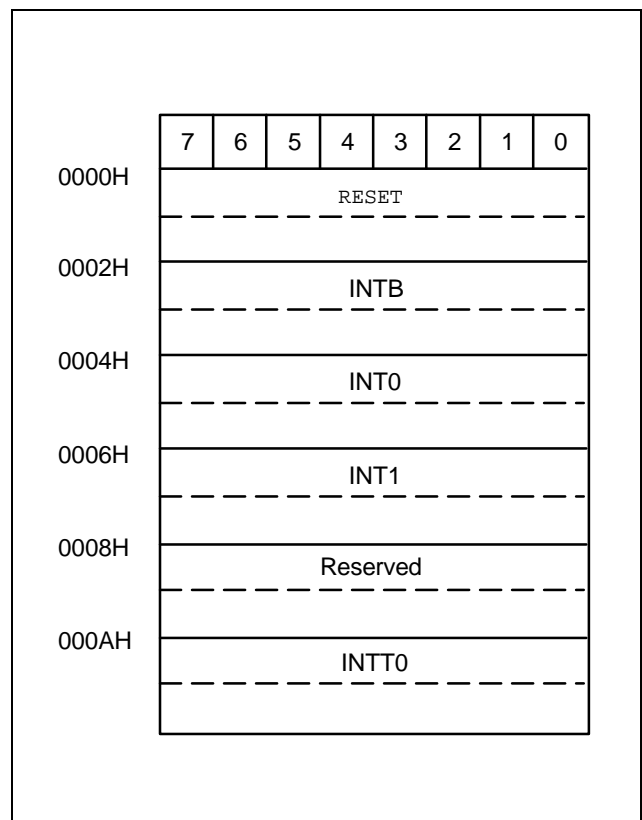 7 6 5 4 3 2 1 0
0000H
RESET
0002H
INTB
0004H
INT0
0006H
INT1
0008H
Reserved
000AH
INTT0